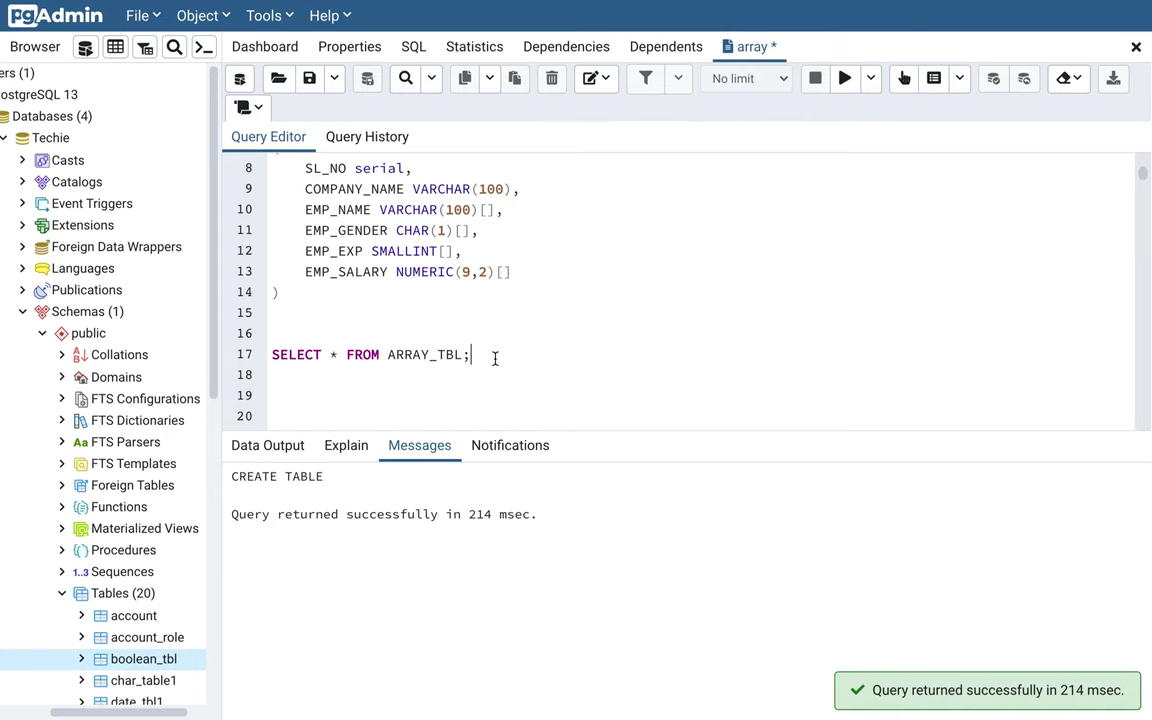 pgAdmin File Object Tools Help
Browser Dashboard Properties SQL Statistics Dependencies Dependents array *
ers (1)
ostgreSQL 13
No limit
Databases (4)
Techie
Query Editor Query History
Casts
Catalogs
Event Triggers
Extensions
Foreign Data Wrappers
Languages
Publications
Schemas (1)
public
Collations
Domains
FTS Configurations
FTS Dictionaries
Aa FTS Parsers
FTS Templates
Foreign Tables
Functions
Materialized Views
Procedures
1..3 Sequences
Tables (20)
account
account_role
boolean_tbl
char_table1
date_tbl1
8 SL_NO serial,
9 COMPANY_NAME VARCHAR(100),
10 EMP_NAME VARCHAR(100)[],
11 EMP_GENDER CHAR(1)[],
12 EMP_EXP SMALLINT[],
13 EMP_SALARY NUMERIC(9,2)[]
14 )
15
16
17 SELECT * FROM ARRAY_TBL;
18
19
20
Data Output Explain Messages Notifications
CREATE TABLE
Query returned successfully in 214 msec.
Query returned successfully in 214 msec.